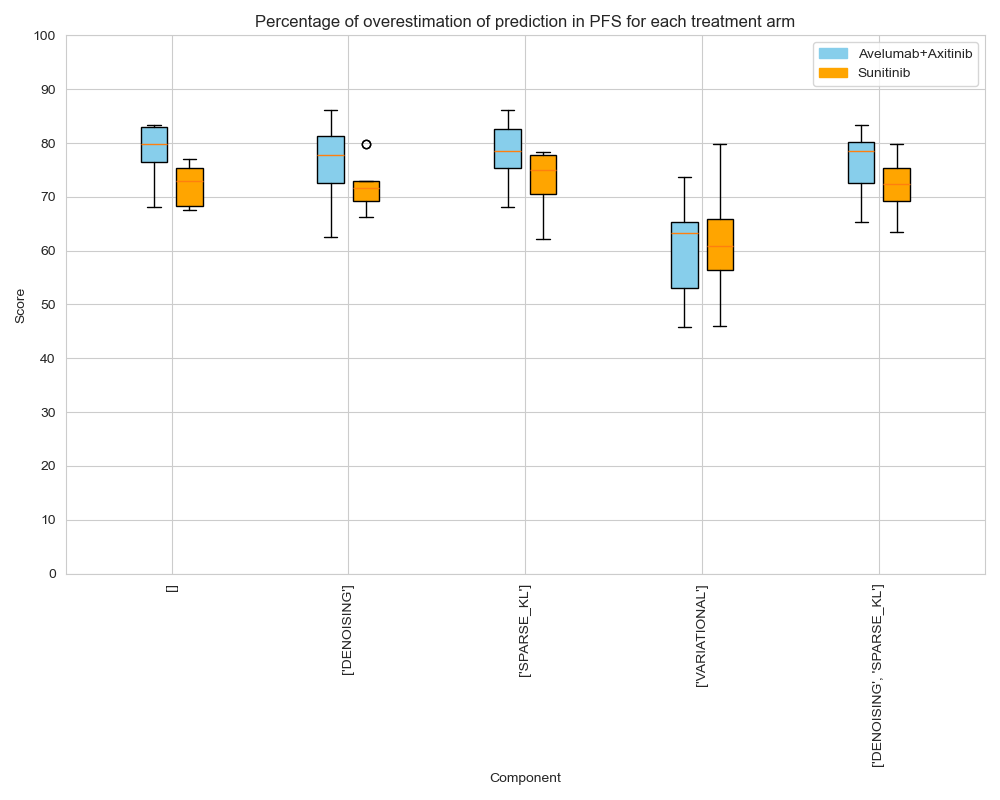 Percentage of overestimation of prediction in PFS for each treatment arm
Avelumab+Axitinib
Sunitinib
100
90
80
70
60
50
40
30
20
10
0
Score
[]
['DENOISING']
['SPARSE_KL']
['VARIATIONAL']
['DENOISING', 'SPARSE_KL']
Component